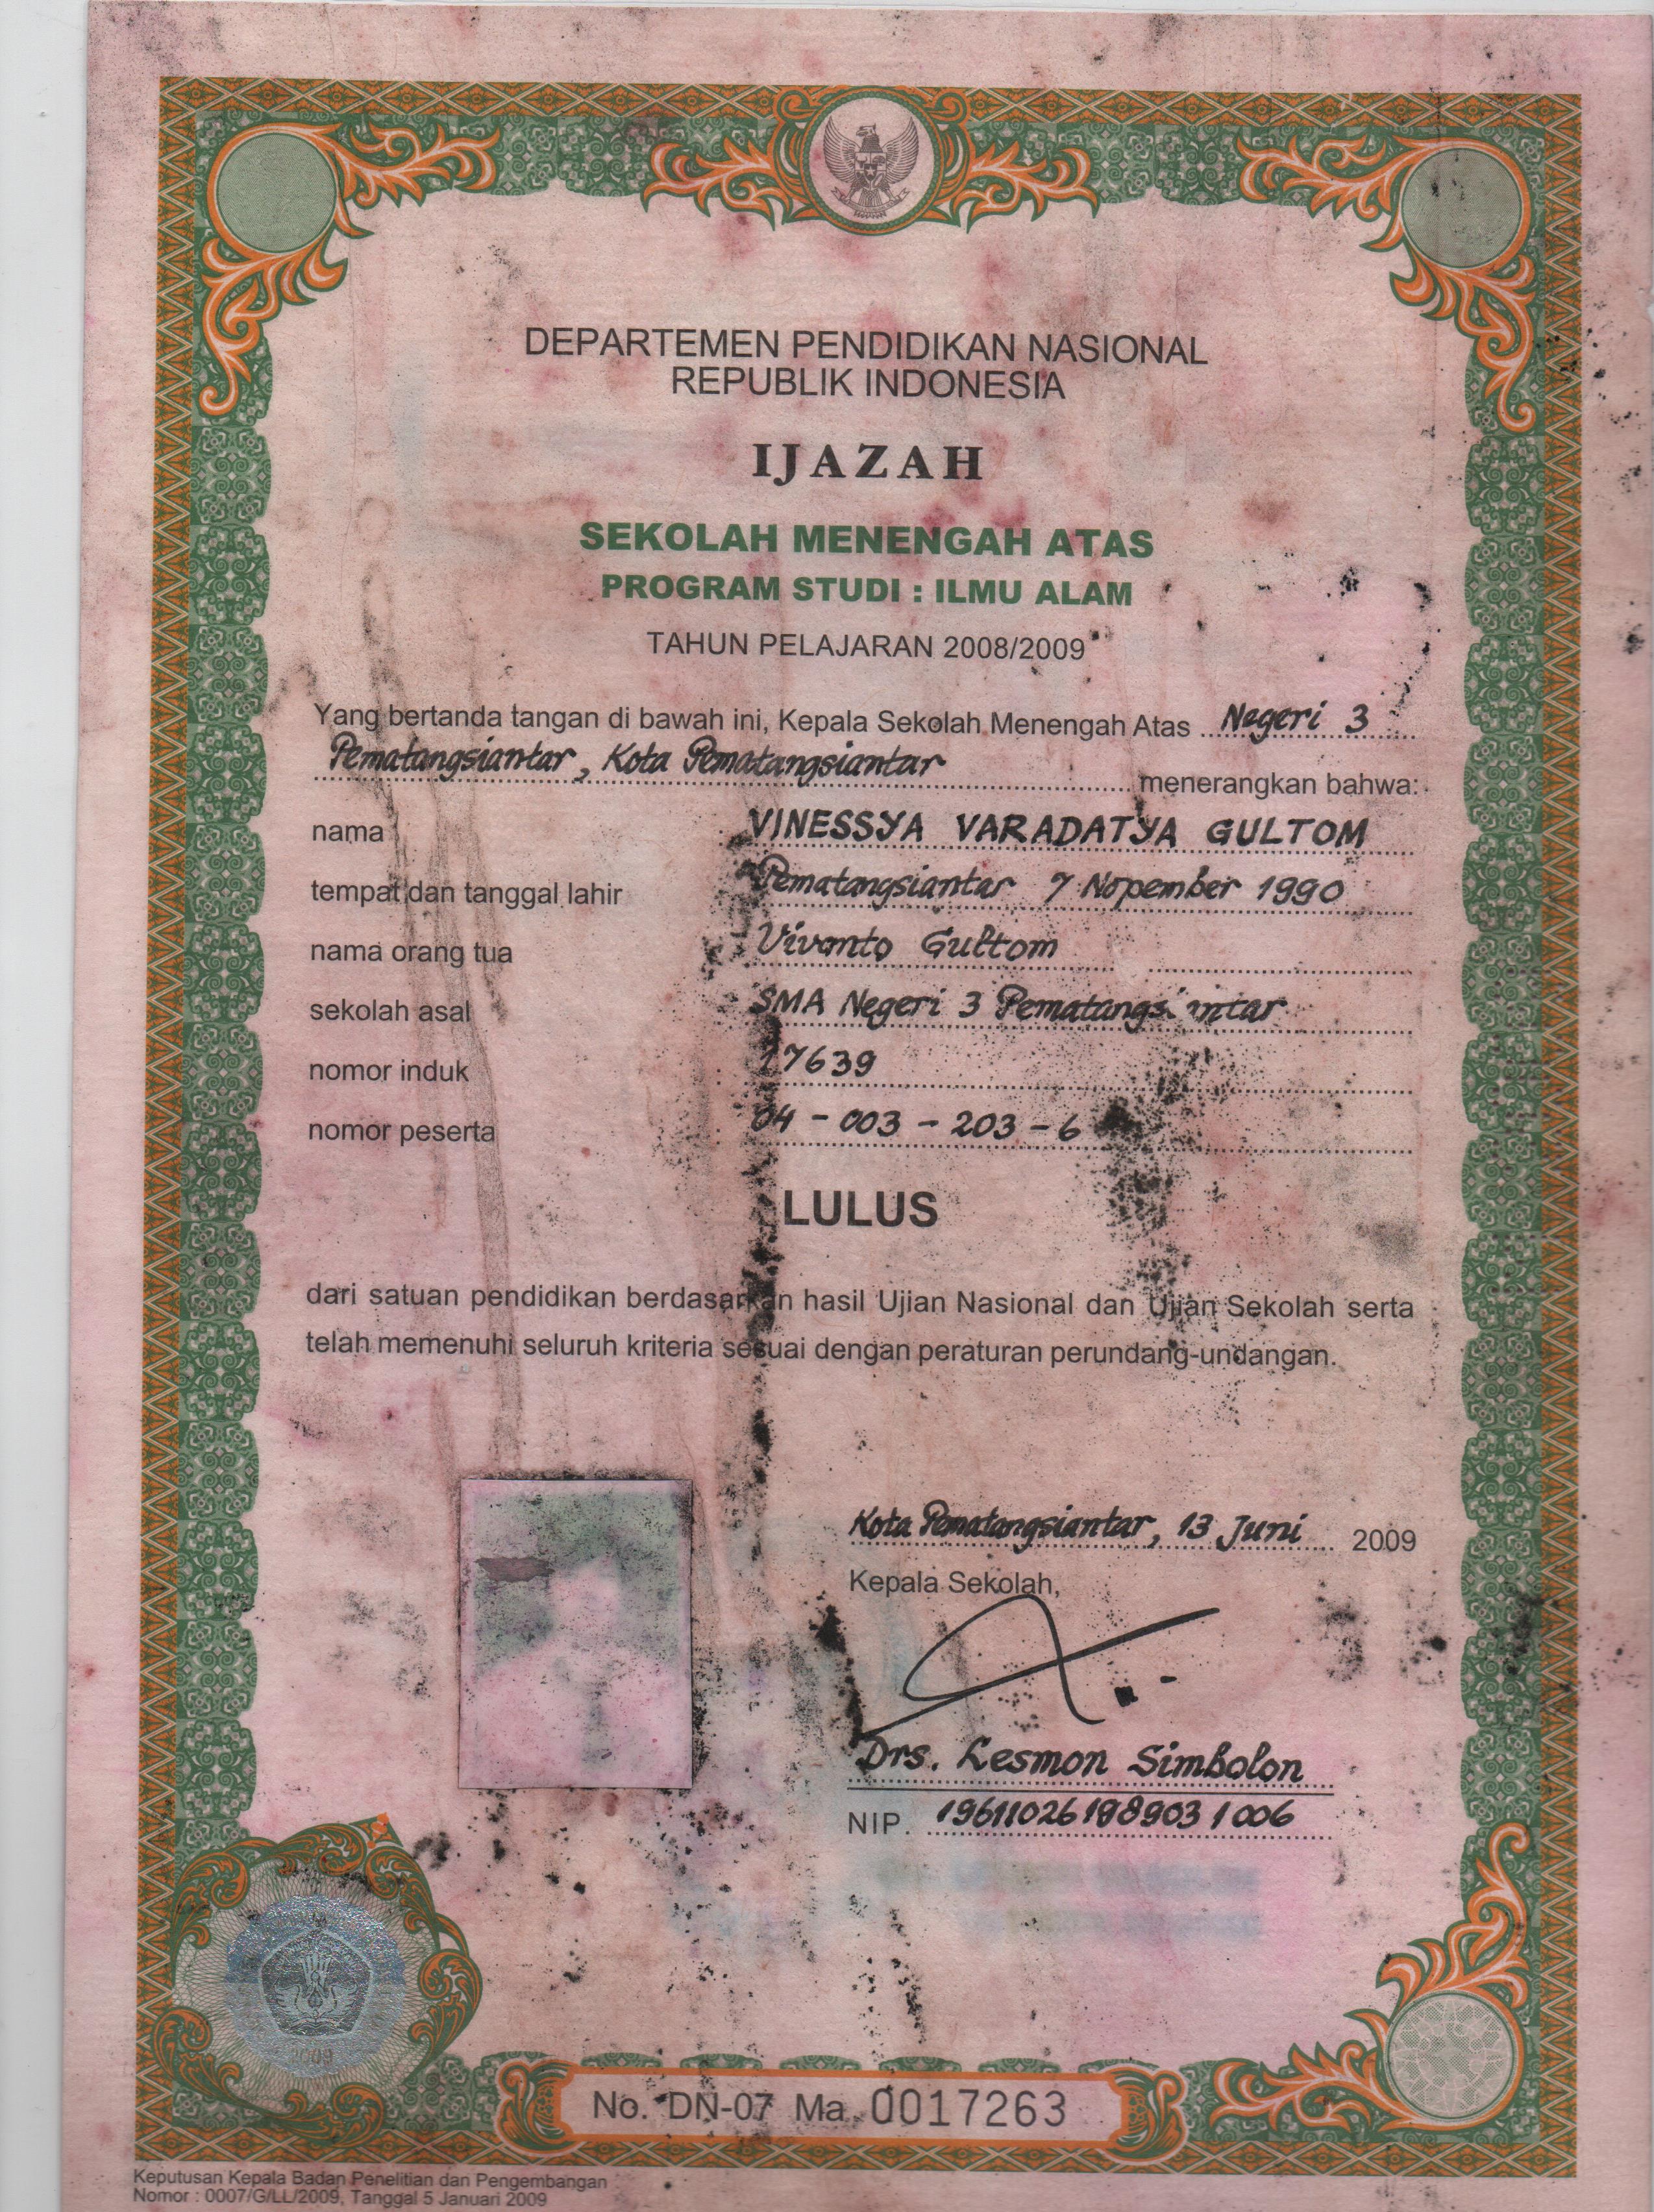 DEPARTEMEN PENDIDIKAN NASIONAL
REPUBLIK INDONESIA
IJAZAH
SEKOLAH MENENGAH ATAS
PROGRAM STUDI : ILMU ALAM
TAHUN PELAJARAN 2008/2009
Yang bertanda tangan di bawah ini, Kepala Sekolah Menengah Atas Negeri 3
Pematangsiantar, Kota Pematangsiantar menerangkan bahwa:
nama : VINESSYA VARADATYA GULTOM
tempat dan tanggal lahir : Pematangsiantar 7 Nopember 1990
nama orang tua : Vivanto Gultom
sekolah asal : SMA Negeri 3 Pematangsiantar
nomor induk : 17639
nomor peserta : 04 - 003 - 203 - 6
LULUS
dari satuan pendidikan berdasarkan hasil Ujian Nasional dan Ujian Sekolah serta
telah memenuhi seluruh kriteria sesuai dengan peraturan perundang-undangan.
Kota Pematangsiantar, 13 Juni 2009
Kepala Sekolah,
Drs. Lesmon Simbolon
NIP. 19611026 198903 1 006
2009
No. DN-07 Ma 0017263
Keputusan Kepala Badan Penelitian dan Pengembangan
Nomor : 0007/G/LL/2009, Tanggal 5 Januari 2009